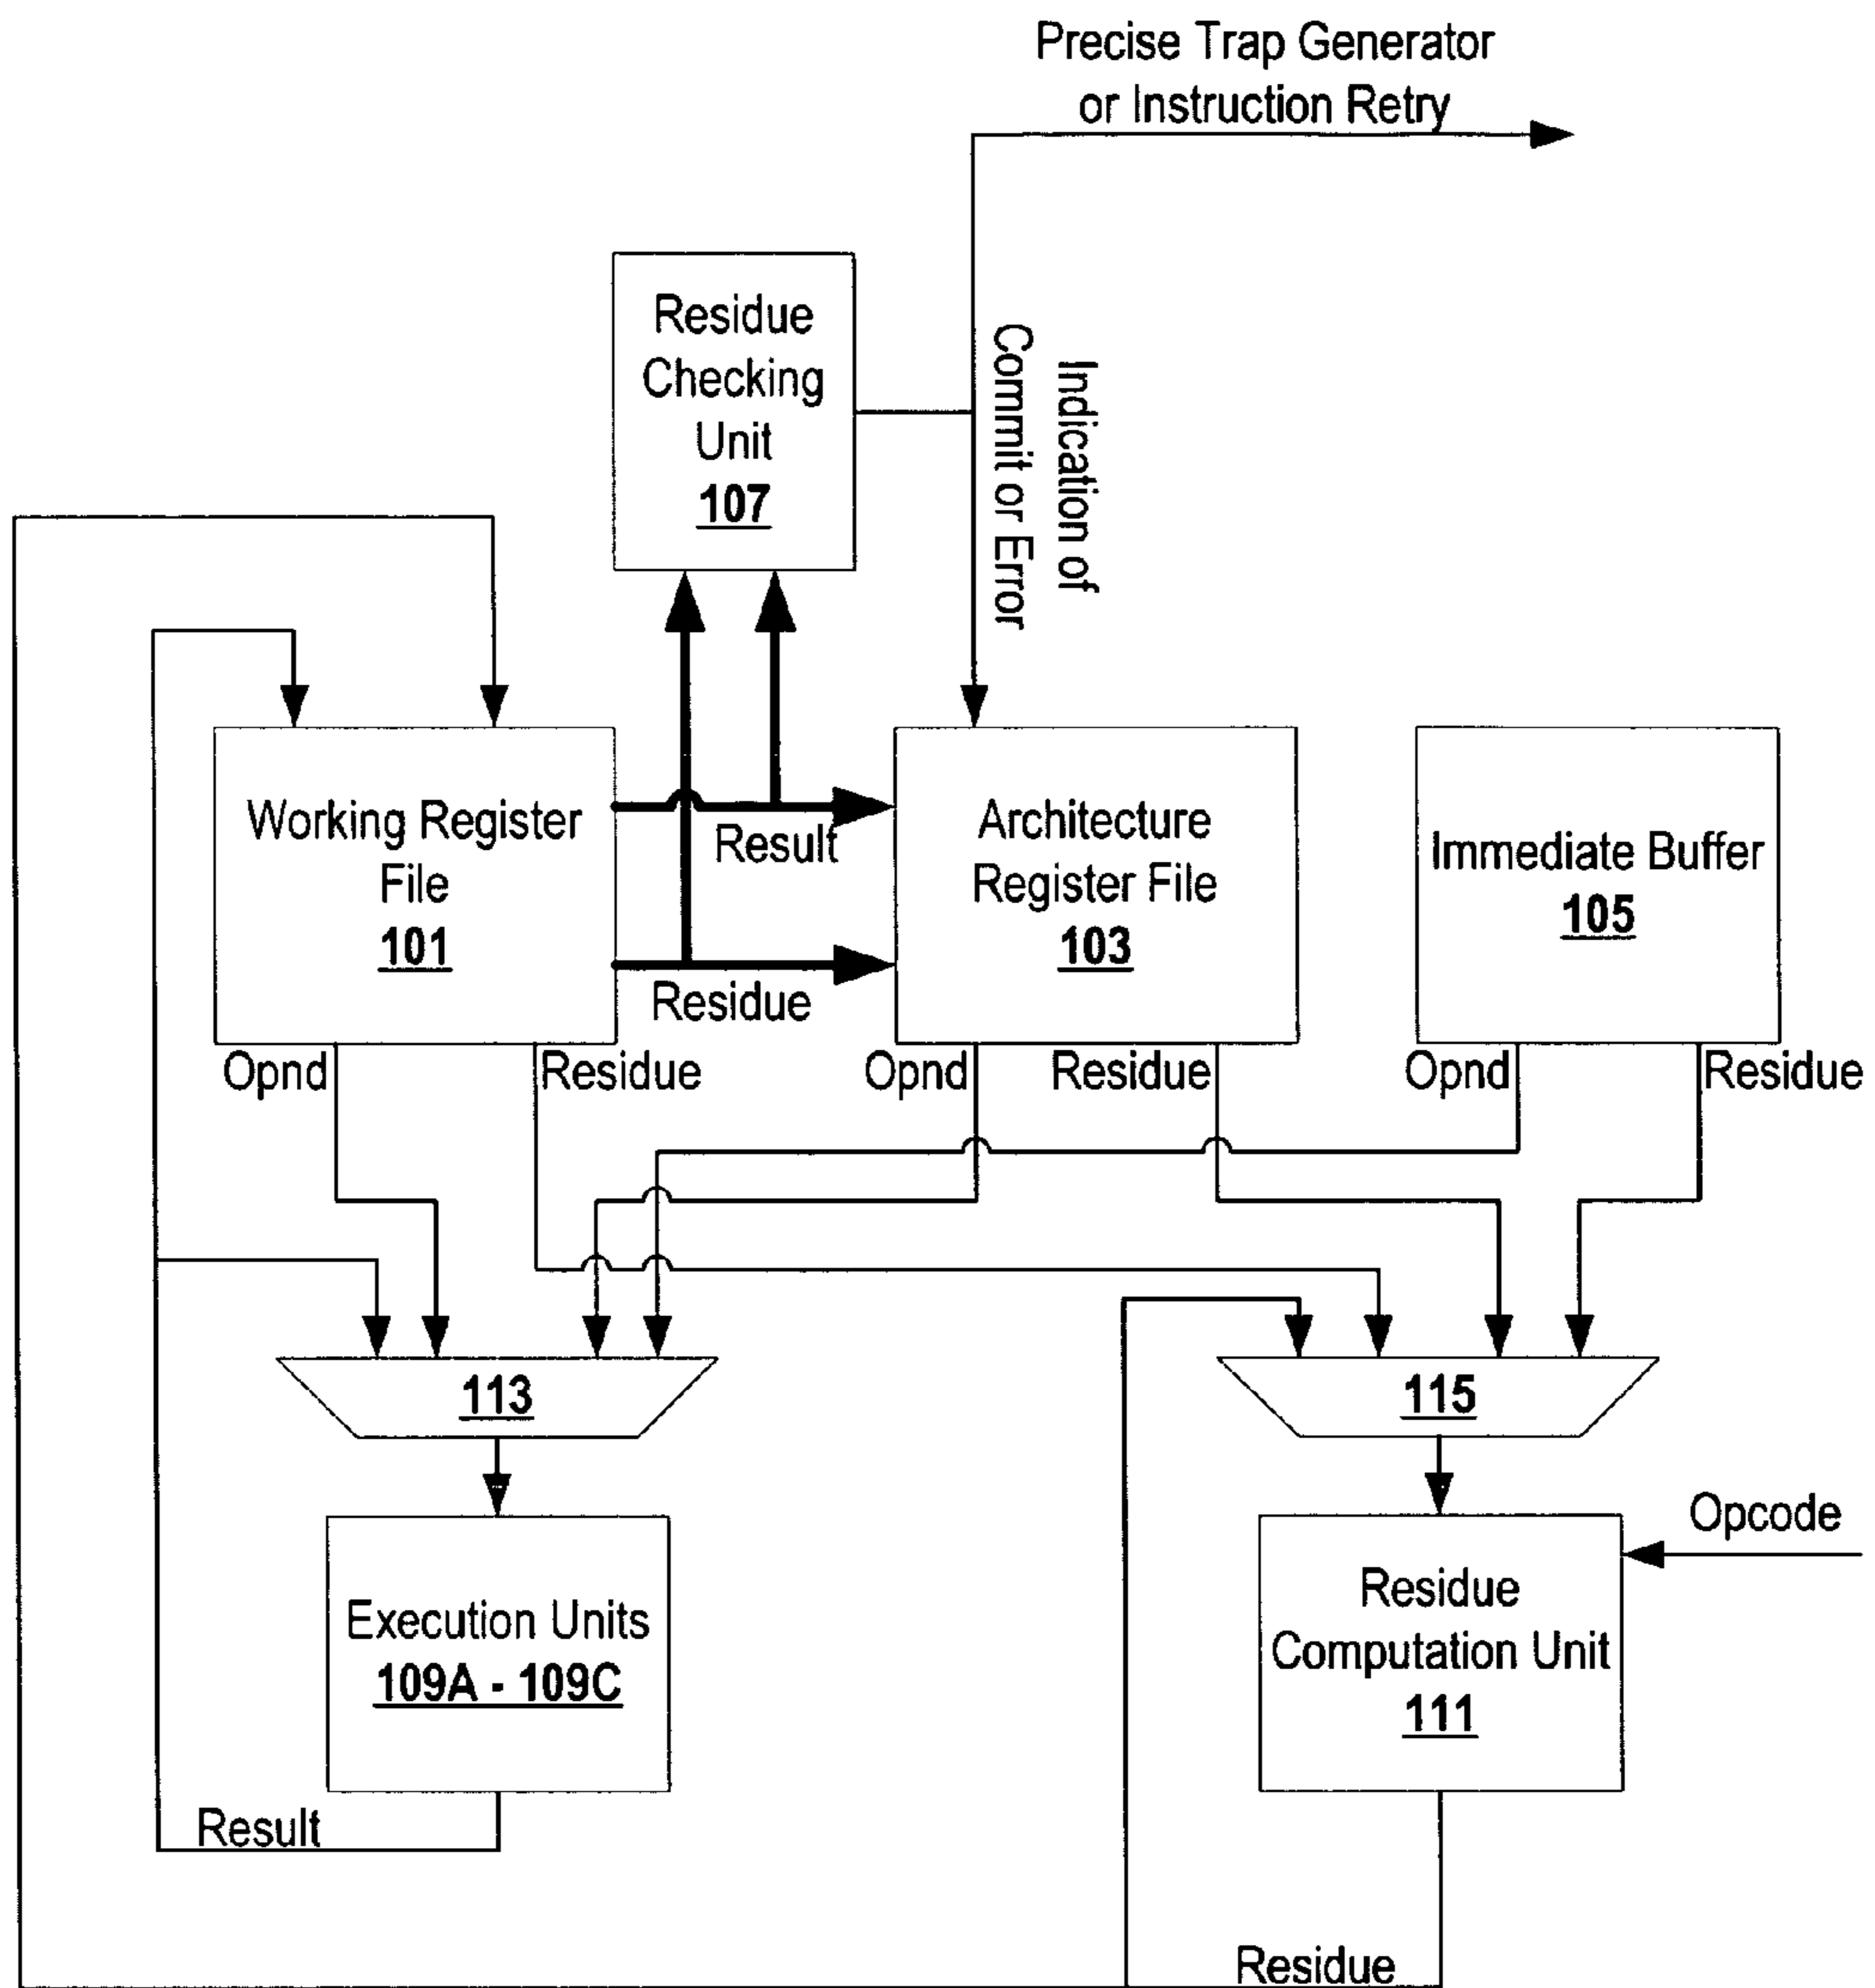 Precise Trap Generator
or Instruction Retry
Residue
Checking
Unit
107
Indication of
Commit or Error
Working Register
File
101
Result
Residue
Architecture
Register File
103
Immediate Buffer
105
Opnd
Residue
Opnd
Residue
Opnd
Residue
113
115
Opcode
Execution Units
109A - 109C
Residue
Computation Unit
111
Result
Residue